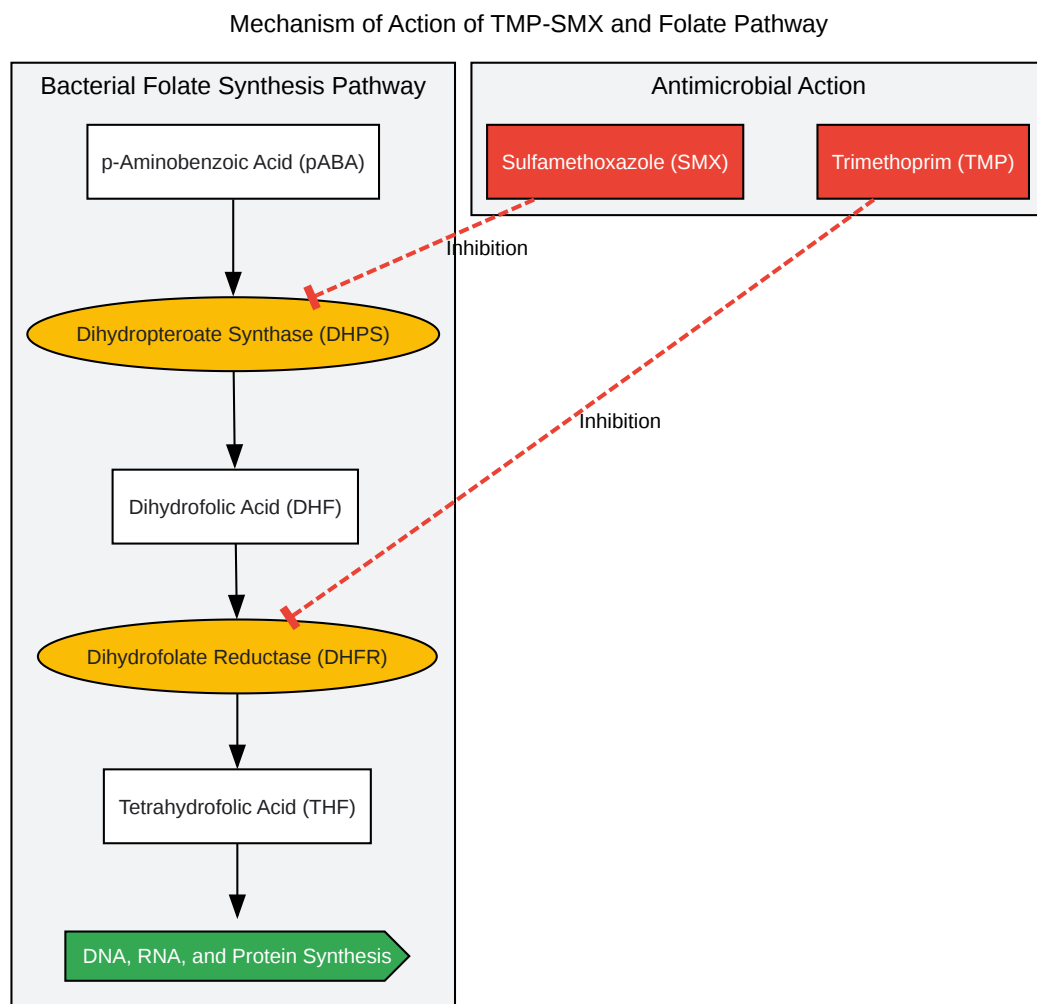 Mechanism of Action of TMP-SMX and Folate Pathway
Bacterial Folate Synthesis Pathway
Antimicrobial Action
p-Aminobenzoic Acid (pABA)
Sulfamethoxazole (SMX)
Trimethoprim (TMP)
Inhibition
Dihydropteroate Synthase (DHPS)
Inhibition
Dihydrofolic Acid (DHF)
Dihydrofolate Reductase (DHFR)
Tetrahydrofolic Acid (THF)
DNA, RNA, and Protein Synthesis